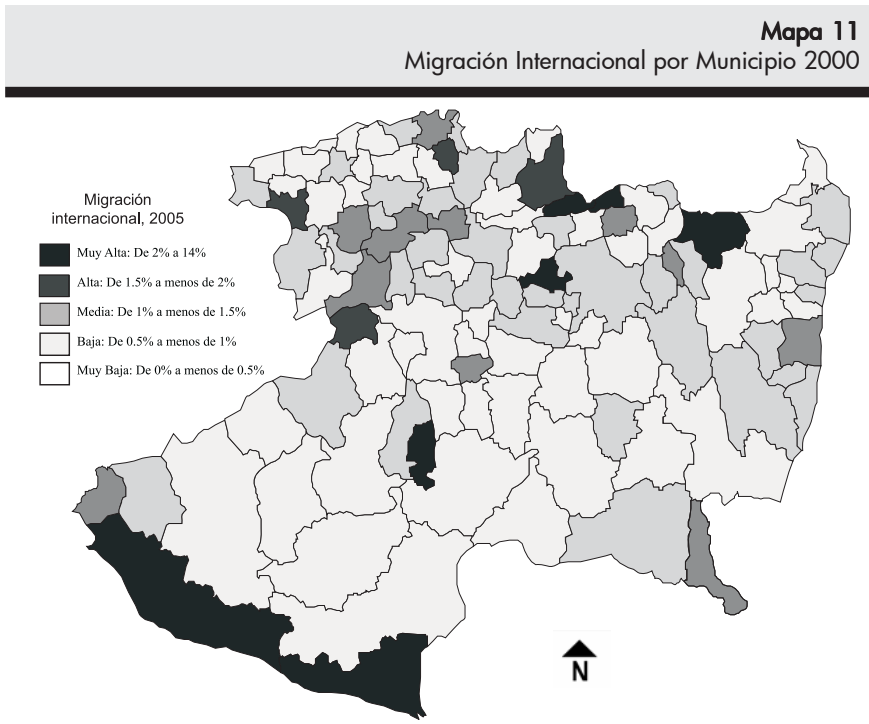 Mapa 11
Migración Internacional por Municipio 2000
Migración
internacional, 2005
Muy Alta: De 2% a 14%
Alta: De 1.5% a menos de 2%
Media: De 1% a menos de 1.5%
Baja: De 0.5% a menos de 1%
Muy Baja: De 0% a menos de 0.5%
N